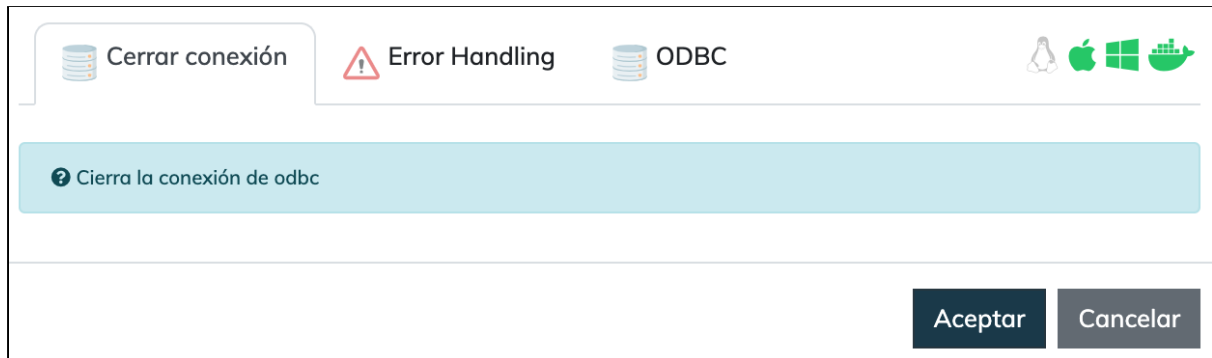 Cerrar conexión
Error Handling
ODBC
Cierra la conexión de odbc
Aceptar
Cancelar